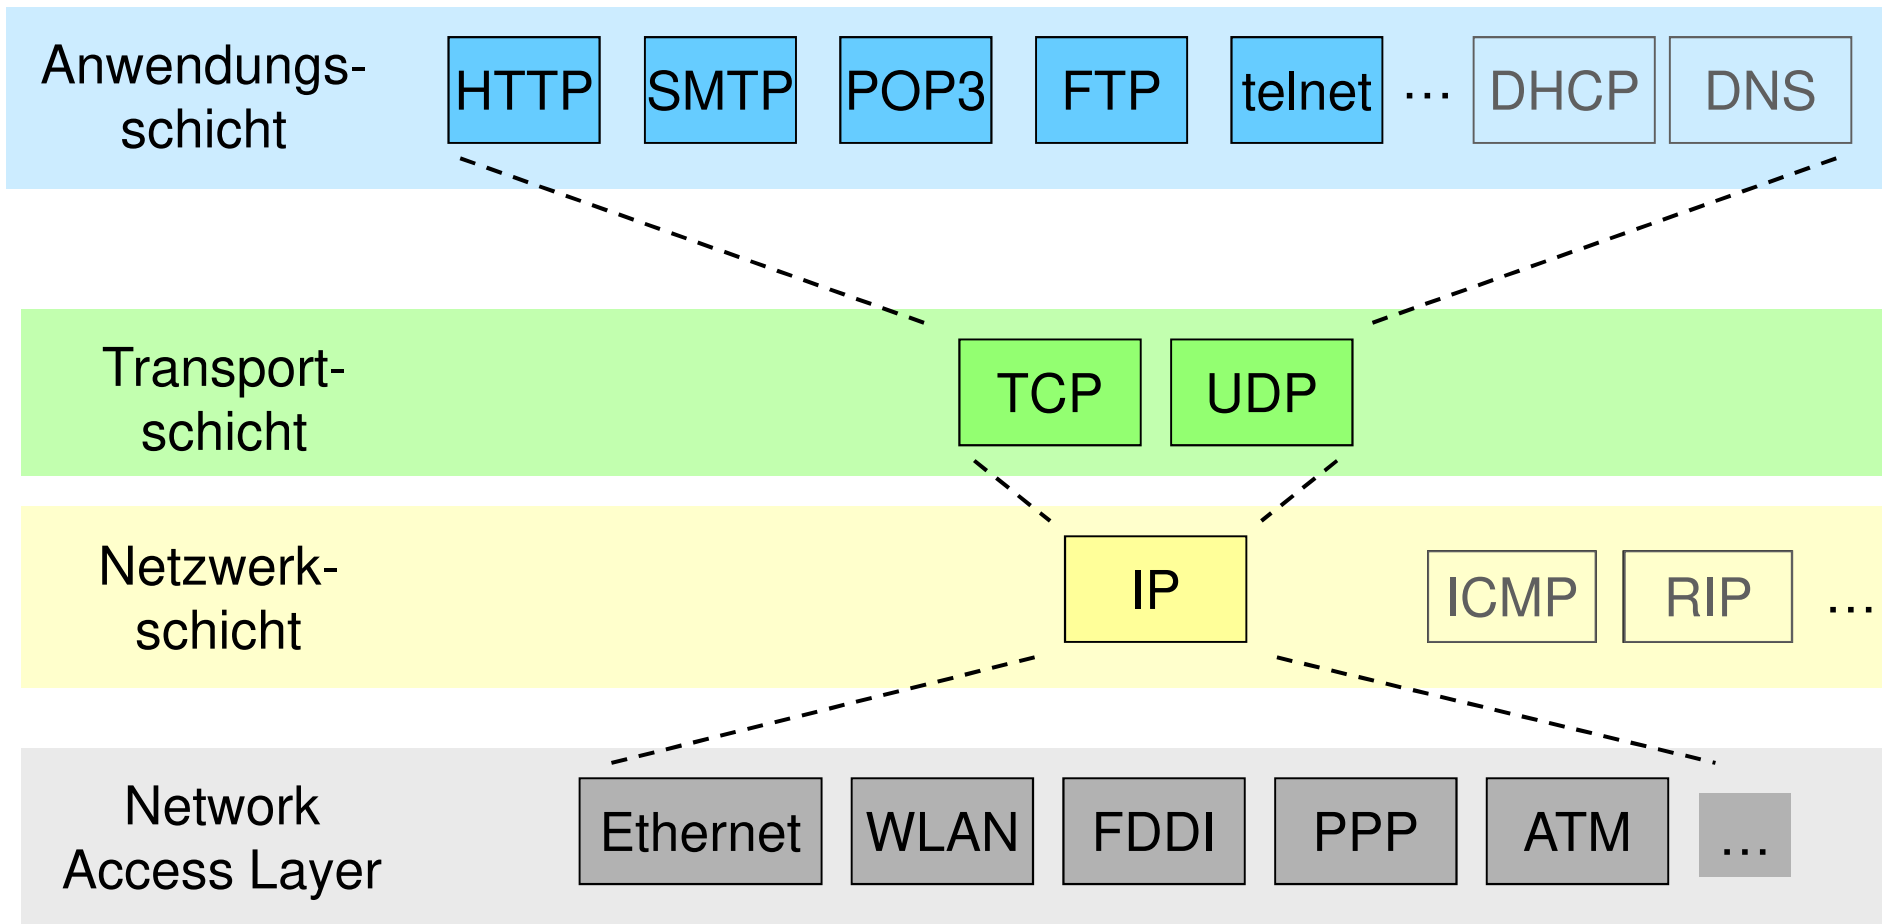 Anwendungs-
schicht
HTTP SMTP POP3 FTP telnet ... DHCP DNS
Transport-
schicht
TCP UDP
Netzwerk-
schicht
IP ICMP RIP ...
Network
Access Layer
Ethernet WLAN FDDI PPP ATM ...